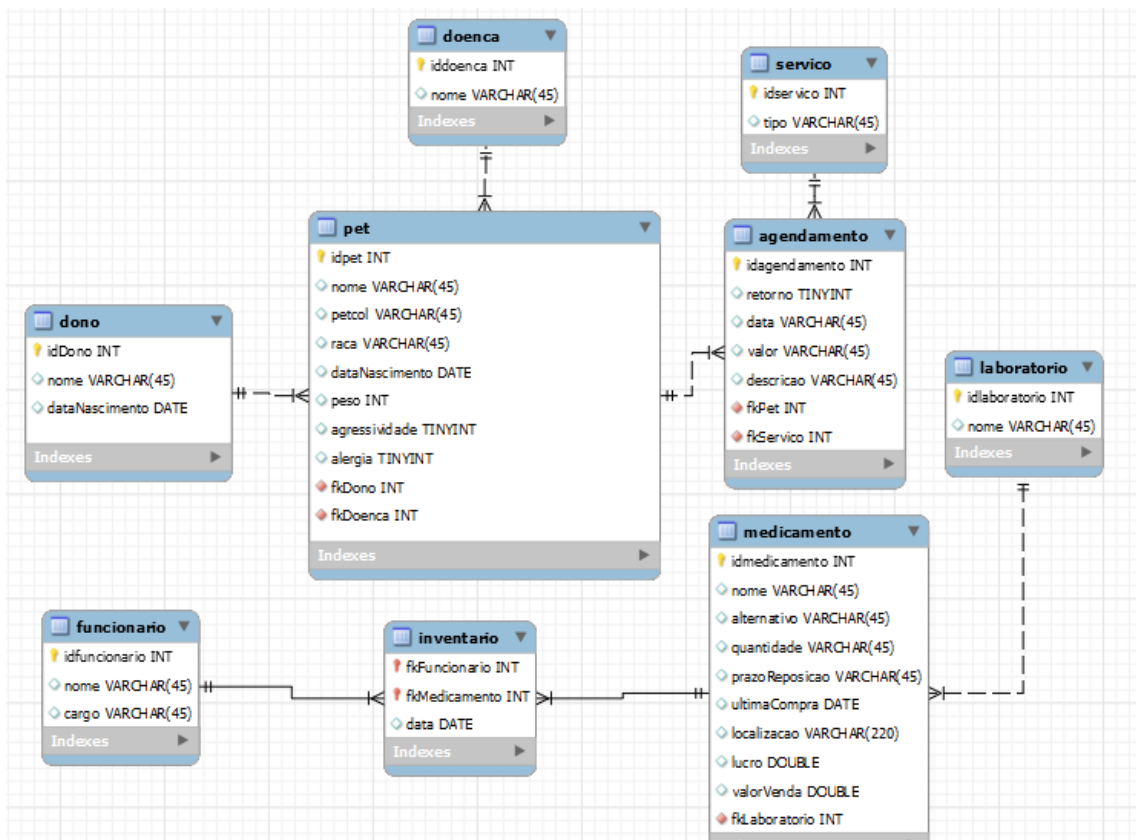 doenca
iddoenca INT
nome VARCHAR(45)
Indexes
servico
idservico INT
tipo VARCHAR(45)
Indexes
pet
idpet INT
nome VARCHAR(45)
petcol VARCHAR(45)
raca VARCHAR(45)
dataNascimento DATE
peso INT
agressividade TINYINT
alergia TINYINT
fkDono INT
fkDoenca INT
Indexes
agendamento
idagendamento INT
retorno TINYINT
data VARCHAR(45)
valor VARCHAR(45)
descricao VARCHAR(45)
fkPet INT
fkServico INT
Indexes
dono
idDono INT
nome VARCHAR(45)
dataNascimento DATE
Indexes
laboratorio
idlaboratorio INT
nome VARCHAR(45)
Indexes
funcionario
idfuncionario INT
nome VARCHAR(45)
cargo VARCHAR(45)
Indexes
inventario
fkFuncionario INT
fkMedicamento INT
data DATE
Indexes
medicamento
idmedicamento INT
nome VARCHAR(45)
alternativo VARCHAR(45)
quantidade VARCHAR(45)
prazoReposicao VARCHAR(45)
ultimaCompra DATE
localizacao VARCHAR(220)
lucro DOUBLE
valorVenda DOUBLE
fkLaboratorio INT